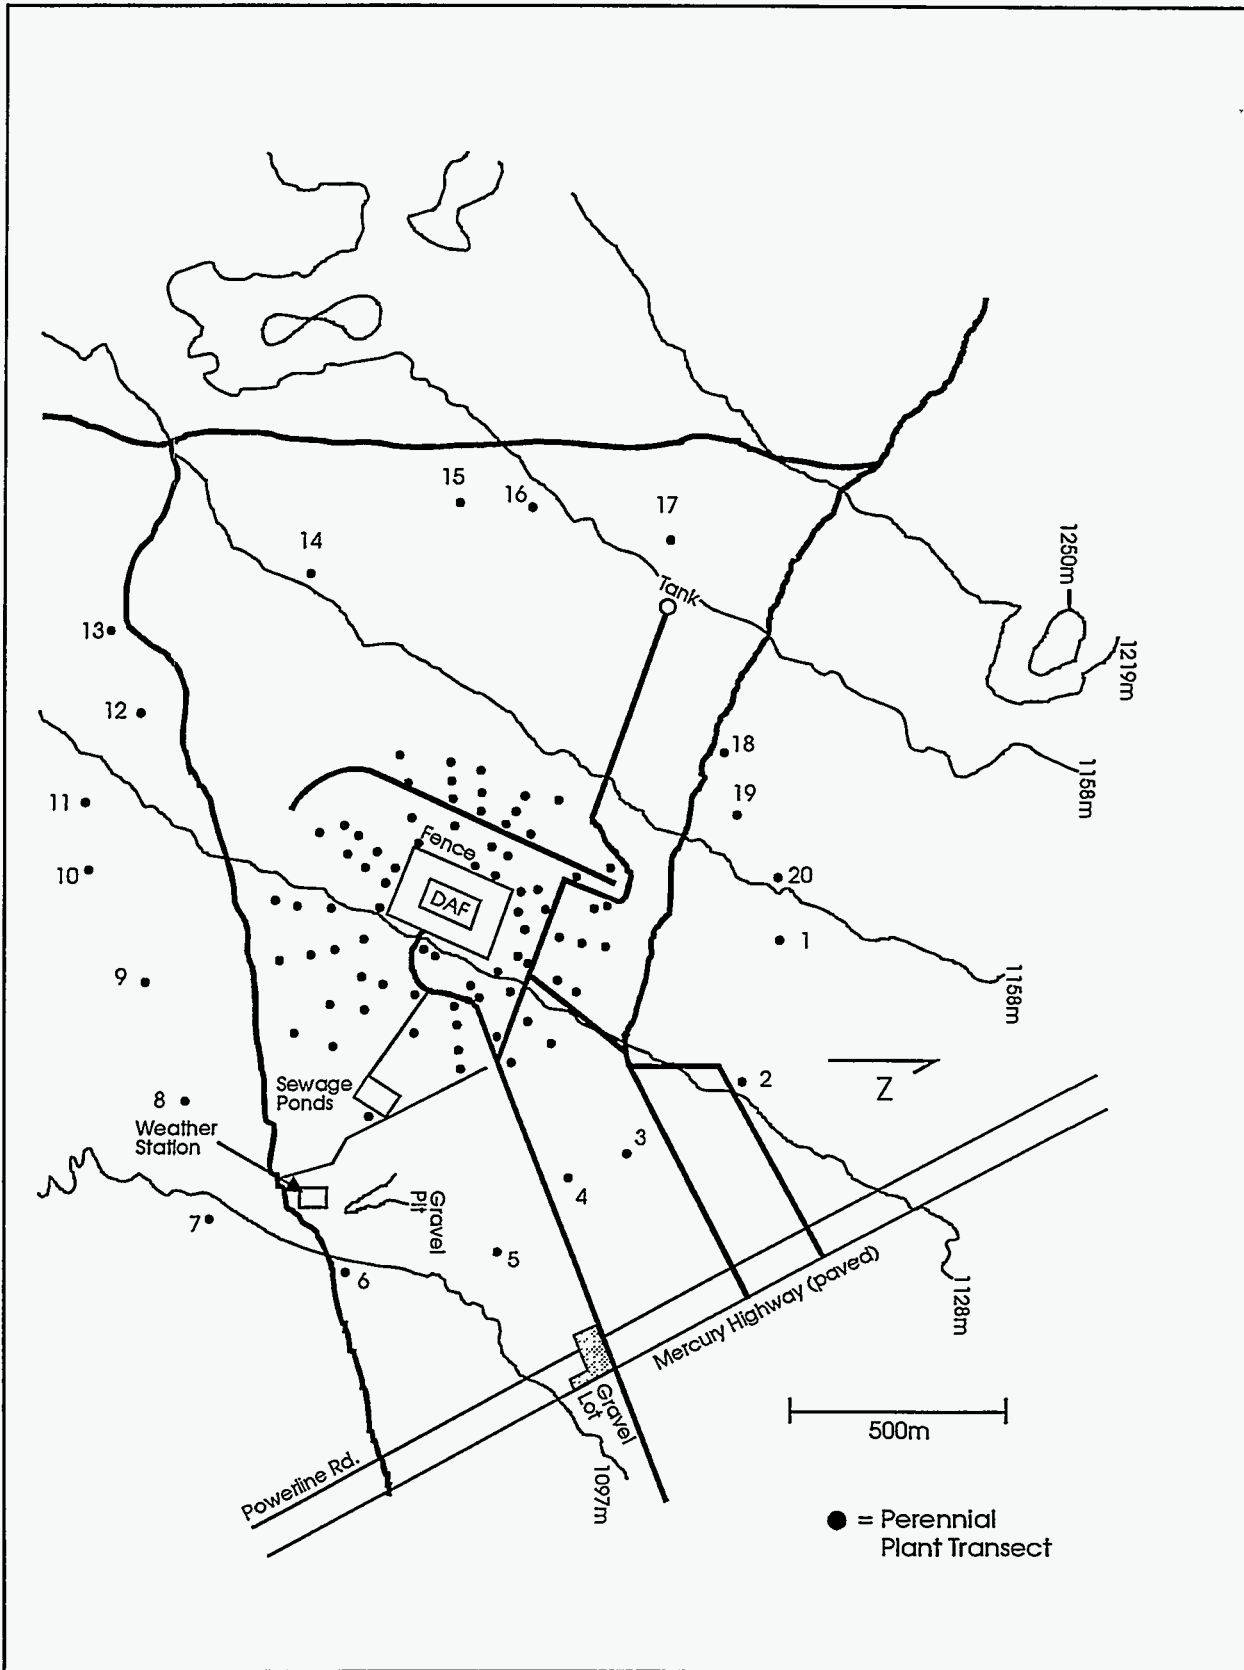 15
16
17
14
1250m
Tank
13
1219m
12
18
1158m
19
11
Fence
10
20
DAF
1
9
1158m
Sewage
Ponds
2
N
8
Weather
Station
3
4
Gravel
Pit
7
5
6
Mercury Highway (paved)
1128m
Gravel
Lot
500m
Powerline Rd.
1097m
= Perennial
Plant Transect